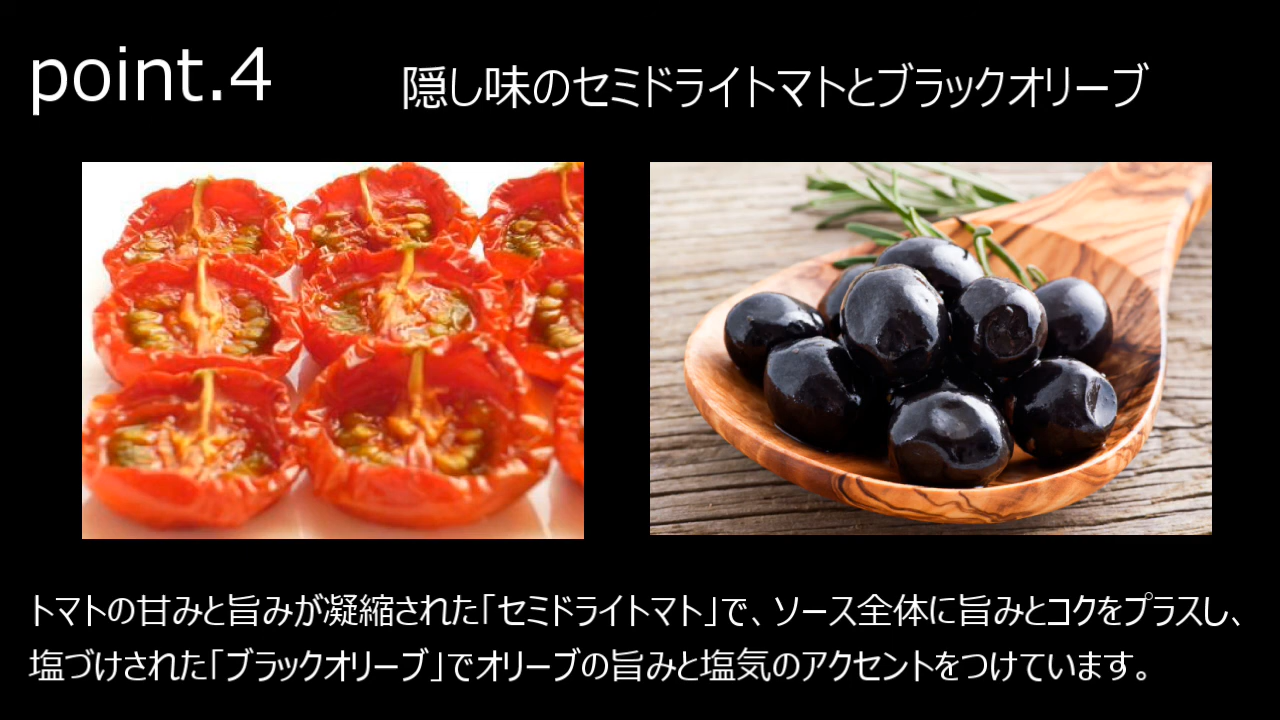 point.4
隠し味のセミドライトマトとブラックオリーブ
トマトの甘みと旨みが凝縮された「セミドライトマト」で、ソース全体に旨みとコクをプラスし、
塩づけされた「ブラックオリーブ」でオリーブの旨みと塩気のアクセントをつけています。